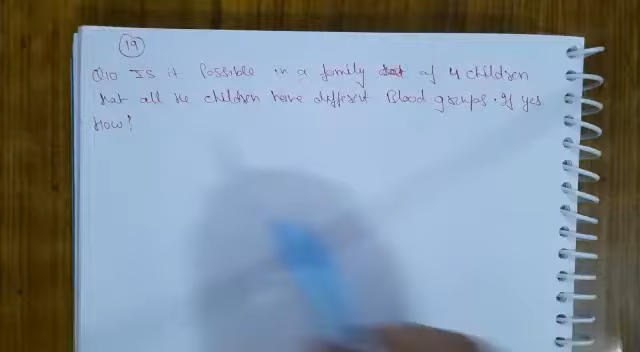 19
Q10 Is it Possible in a family of 4 children
that all the children have different Blood groups. If yes
How?